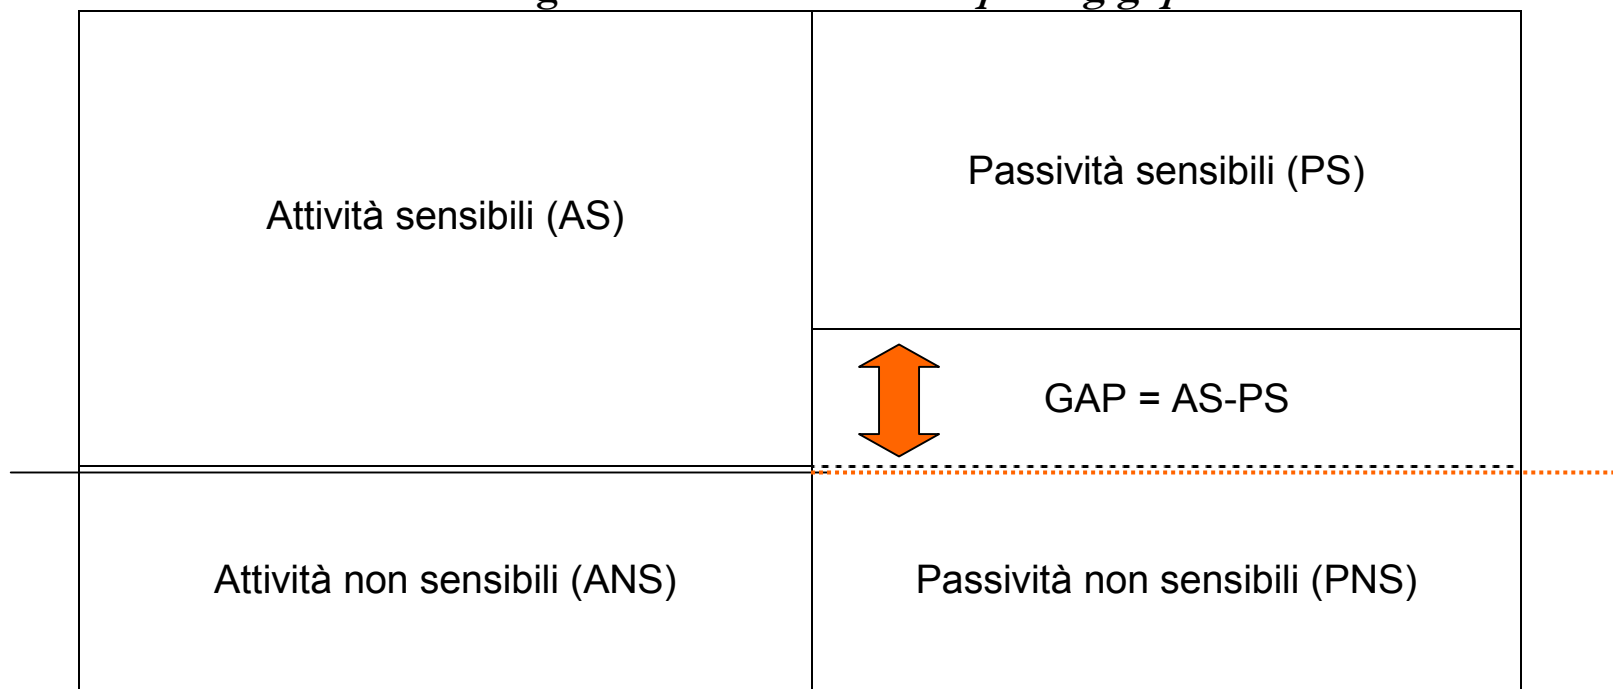 Passività sensibili (PS)
Attività sensibili (AS)
GAP = AS-PS
Attività non sensibili (ANS)
Passività non sensibili (PNS)